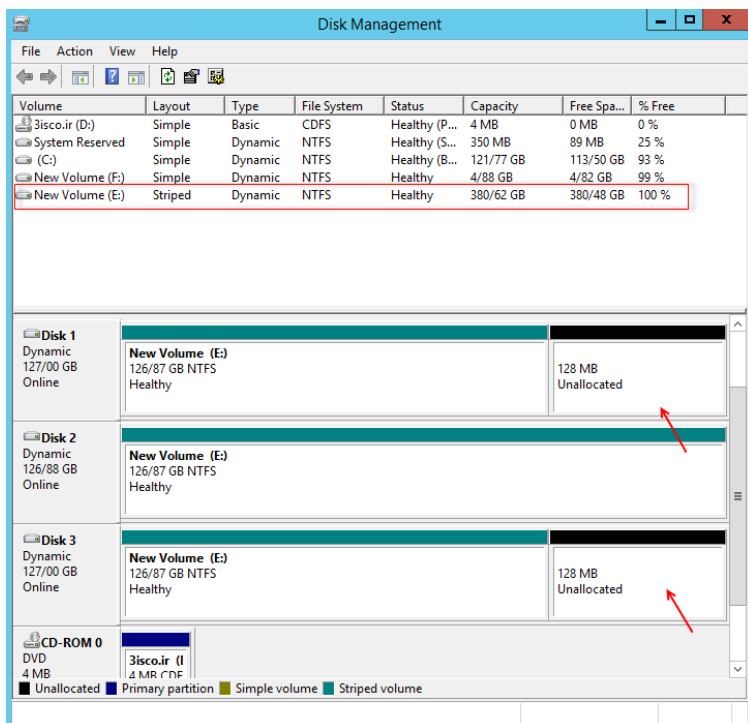 Disk Management
File Action View Help
Volume Layout Type File System Status Capacity Free Spa... % Free
3isco.ir (D:) Simple Basic CDFS Healthy (P... 4 MB 0 MB 0 %
System Reserved Simple Dynamic NTFS Healthy (S... 350 MB 89 MB 25 %
(C:) Simple Dynamic NTFS Healthy (B... 121/77 GB 113/50 GB 93 %
New Volume (F:) Simple Dynamic NTFS Healthy 4/88 GB 4/82 GB 99 %
New Volume (E:) Striped Dynamic NTFS Healthy 380/62 GB 380/48 GB 100 %
Disk 1
Dynamic
127/00 GB
Online
New Volume (E:)
126/87 GB NTFS
Healthy
128 MB
Unallocated
Disk 2
Dynamic
126/88 GB
Online
New Volume (E:)
126/87 GB NTFS
Healthy
Disk 3
Dynamic
127/00 GB
Online
New Volume (E:)
126/87 GB NTFS
Healthy
128 MB
Unallocated
CD-ROM 0
DVD
4 MB
3isco.ir (I
4 MB CDF
Unallocated Primary partition Simple volume Striped volume